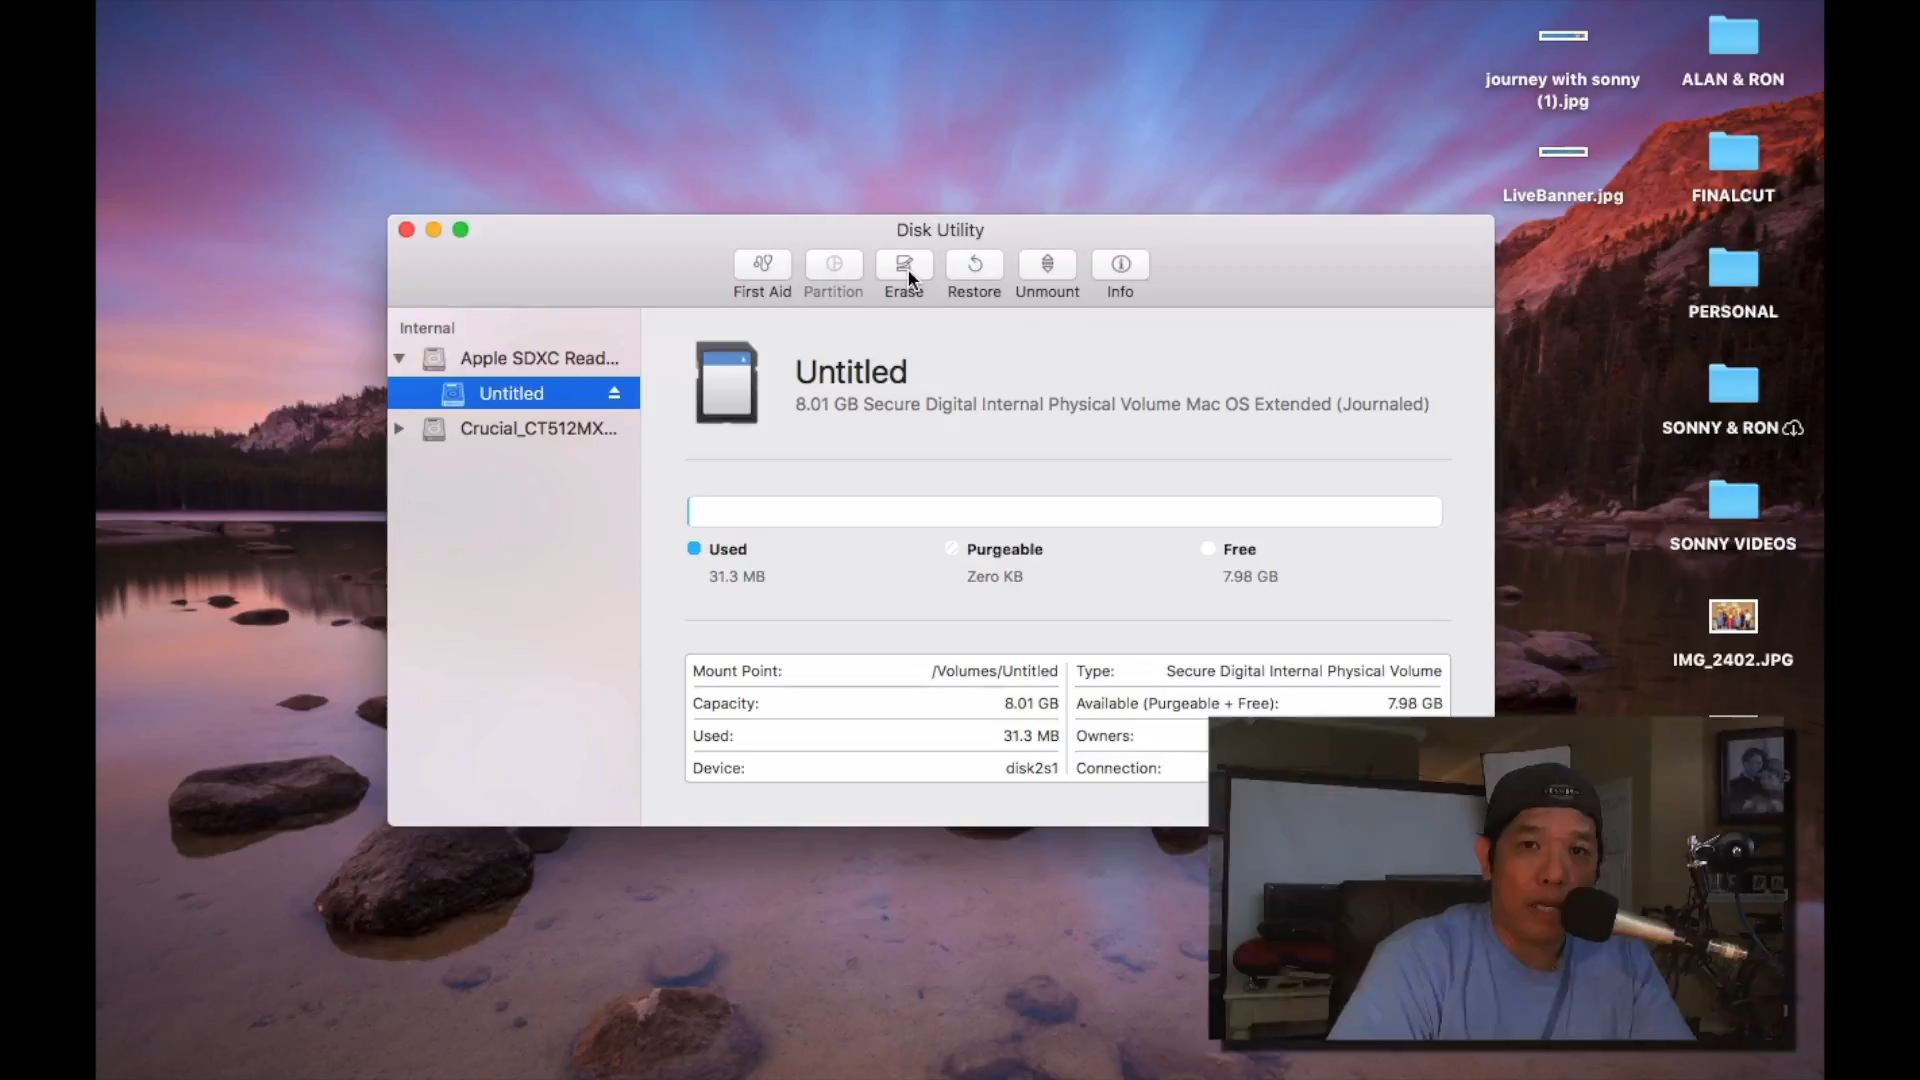 journey with sonny
(1).jpg
ALAN & RON
LiveBanner.jpg
FINALCUT
PERSONAL
SONNY & RON
SONNY VIDEOS
IMG_2402.JPG
Disk Utility
First Aid
Partition
Erase
Restore
Unmount
Info
Internal
Apple SDXC Read...
Untitled
Crucial_CT512MX...
Untitled
8.01 GB Secure Digital Internal Physical Volume Mac OS Extended (Journaled)
Used
31.3 MB
Purgeable
Zero KB
Free
7.98 GB
Mount Point: /Volumes/Untitled
Capacity: 8.01 GB
Used: 31.3 MB
Device: disk2s1
Type: Secure Digital Internal Physical Volume
Available (Purgeable + Free): 7.98 GB
Owners:
Connection: